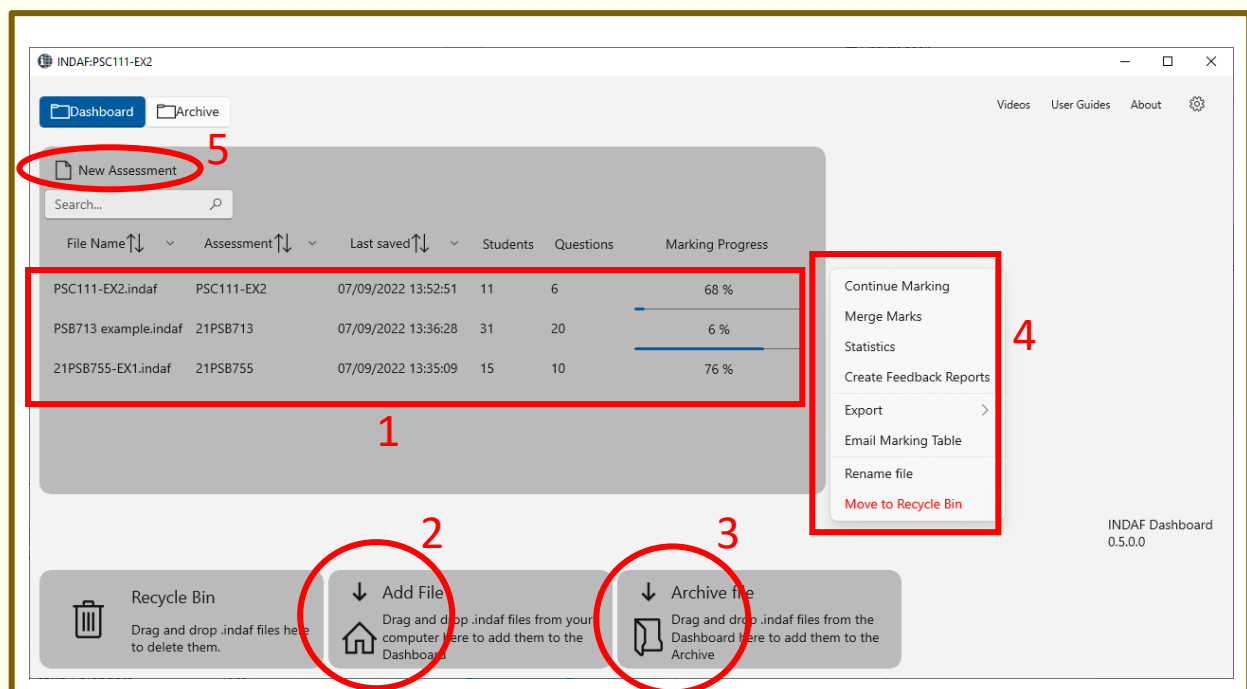 INDAF:PSC111-EX2
Dashboard Archive Videos User Guides About
5
New Assessment
Search...
File Name Assessment Last saved Students Questions Marking Progress
PSC111-EX2.indaf PSC111-EX2 07/09/2022 13:52:51 11 6 68 %
PSB713 example.indaf 21PSB713 07/09/2022 13:36:28 31 20 6 %
21PSB755-EX1.indaf 21PSB755 07/09/2022 13:35:09 15 10 76 %
1
Continue Marking
Merge Marks
Statistics
Create Feedback Reports
Export
Email Marking Table
Rename file
Move to Recycle Bin
4
INDAF Dashboard
0.5.0.0
Recycle Bin
Drag and drop .indaf files here
to delete them.
2
Add File
Drag and drop .indaf files from your
computer here to add them to the
Dashboard
3
Archive file
Drag and drop .indaf files from the
Dashboard here to add them to the
Archive